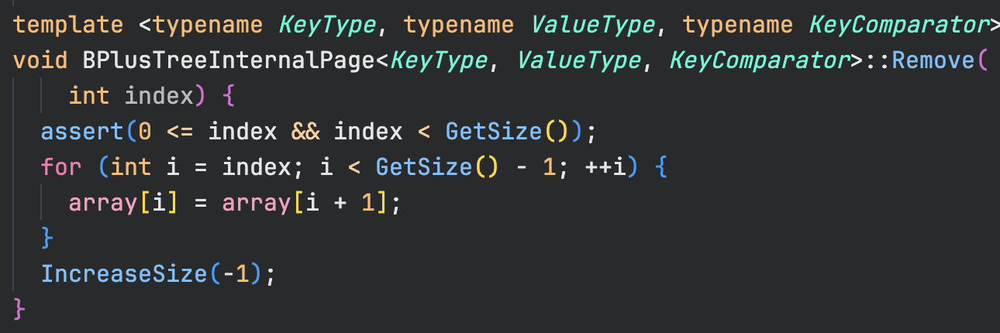 template <typename KeyType, typename ValueType, typename KeyComparator>
void BPlusTreeInternalPage<KeyType, ValueType, KeyComparator>::Remove(
int index) {
assert(0 <= index && index < GetSize());
for (int i = index; i < GetSize() - 1; ++i) {
array[i] = array[i + 1];
}
IncreaseSize(-1);
}